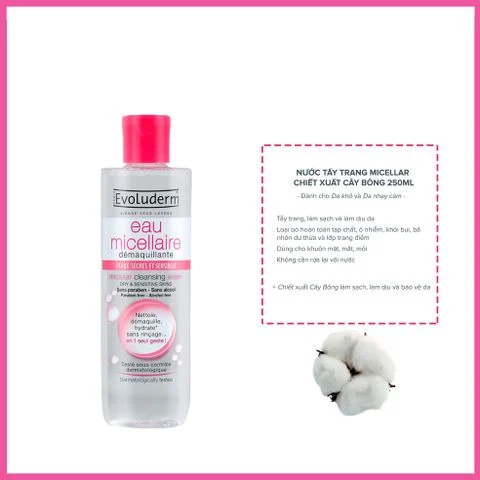 Evoluderm
VISAGE-YEUX-LÈVRES
eau
micellaire
démaquillante
PEAUX SÈCHES ET SENSIBLES
micellar cleansing water
DRY & SENSITIVE SKINS
Sans paraben - Sans alcool
Paraben free - Alcohol free
Nettoie,
démaquille,
hydrate*
sans rinçage...
en 1 seul geste !
Testé sous contrôle
dermatologique
Dermatologically tested
NƯỚC TẨY TRANG MICELLAR
CHIẾT XUẤT CÂY BÔNG 250ML
- Dành cho Da khô và Da nhạy cảm -
Tẩy trang, làm sạch và làm dịu da
Loại bỏ hoàn toàn tạp chất, ô nhiễm, khói bụi, bã
nhờn dư thừa và lớp trang điểm
Dùng cho khuôn mặt, mắt, môi
Không cần rửa lại với nước
+ Chiết xuất Cây Bông làm sạch, làm dịu và bảo vệ da